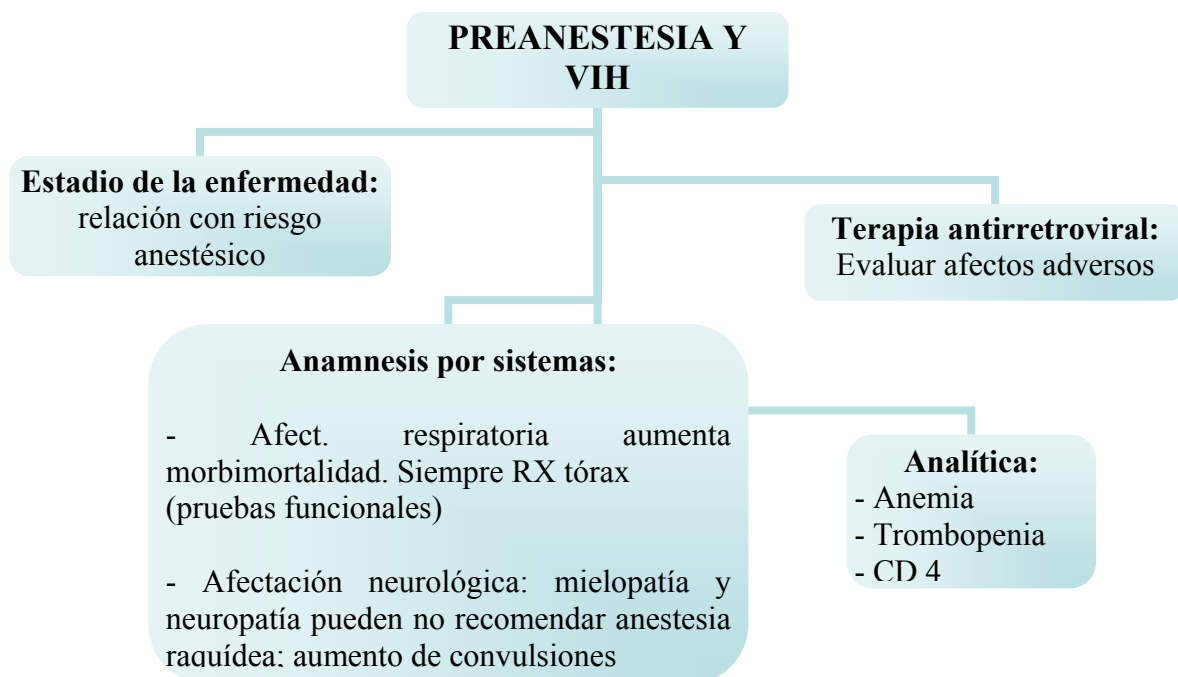 PREANESTESIA Y
VIH
Estadio de la enfermedad:
relación con riesgo
anestésico
Terapia antirretroviral:
Evaluar afectos adversos
Anamnesis por sistemas:
- Afect. respiratoria aumenta
morbimortalidad. Siempre RX tórax
(pruebas funcionales)
- Afectación neurológica: mielopatía y
neuropatía pueden no recomendar anestesia
raquídea; aumento de convulsiones
Analítica:
- Anemia
- Trombopenia
- CD 4